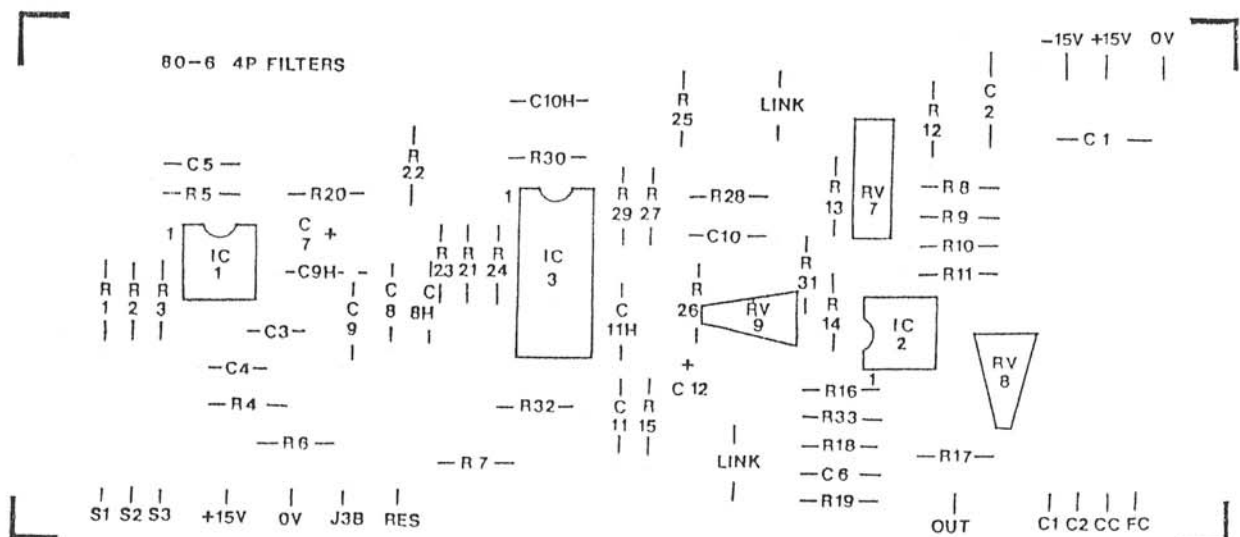 -15V +15V 0V
80-6 4P FILTERS
C10H
R 25
LINK
R 12
C 2
C 1
C5
R 22
R30
R5
R20
1
R 29
R 27
R28
R 13
RV 7
R 8
R 9
R10
R11
1
IC 1
C 7 +
C10
R 1
R 2
R 3
C9H
C 9
C 8
C 8H
R 23
R 21
R 24
IC 3
C 11H
R 26
RV 9
R 31
R 14
IC 2
1
RV 8
C3
C4
R4
R6
R32
R 7
C 11
R 15
+
C 12
LINK
R16
R33
R18
C 6
R19
R17
S1 S2 S3 +15V 0V J3B RES
OUT C1 C2 CC FC